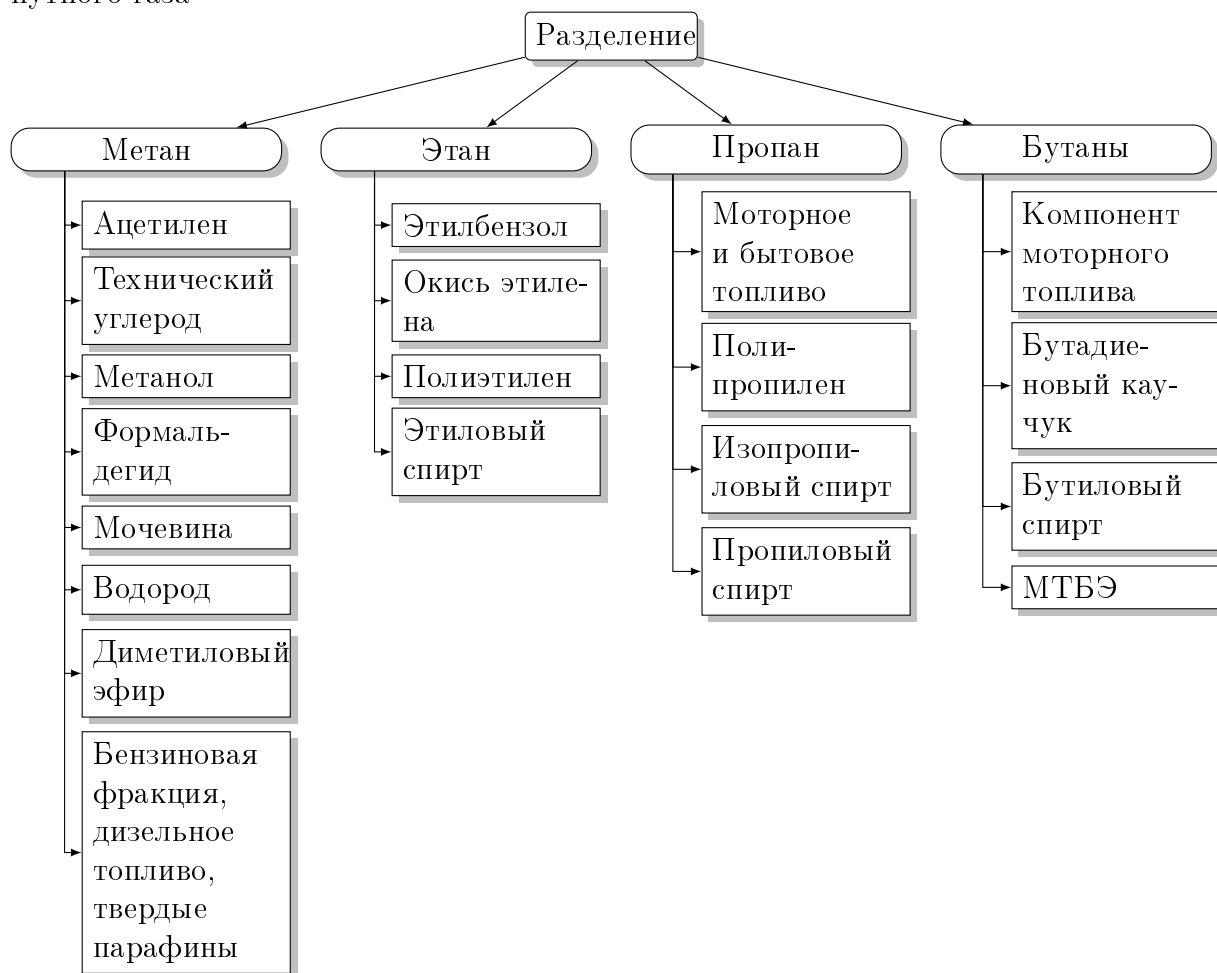 путного газа
Разделение
Метан
Ацетилен
Технический
углерод
Метанол
Формаль-
дегид
Мочевина
Водород
Диметиловый
эфир
Бензиновая
фракция,
дизельное
топливо,
твердые
парафины
Этан
Этилбензол
Окись этиле-
на
Полиэтилен
Этиловый
спирт
Пропан
Моторное
и бытовое
топливо
Поли-
пропилен
Изопропи-
ловый спирт
Пропиловый
спирт
Бутаны
Компонент
моторного
топлива
Бутадие-
новый кау-
чук
Бутиловый
спирт
МТБЭ